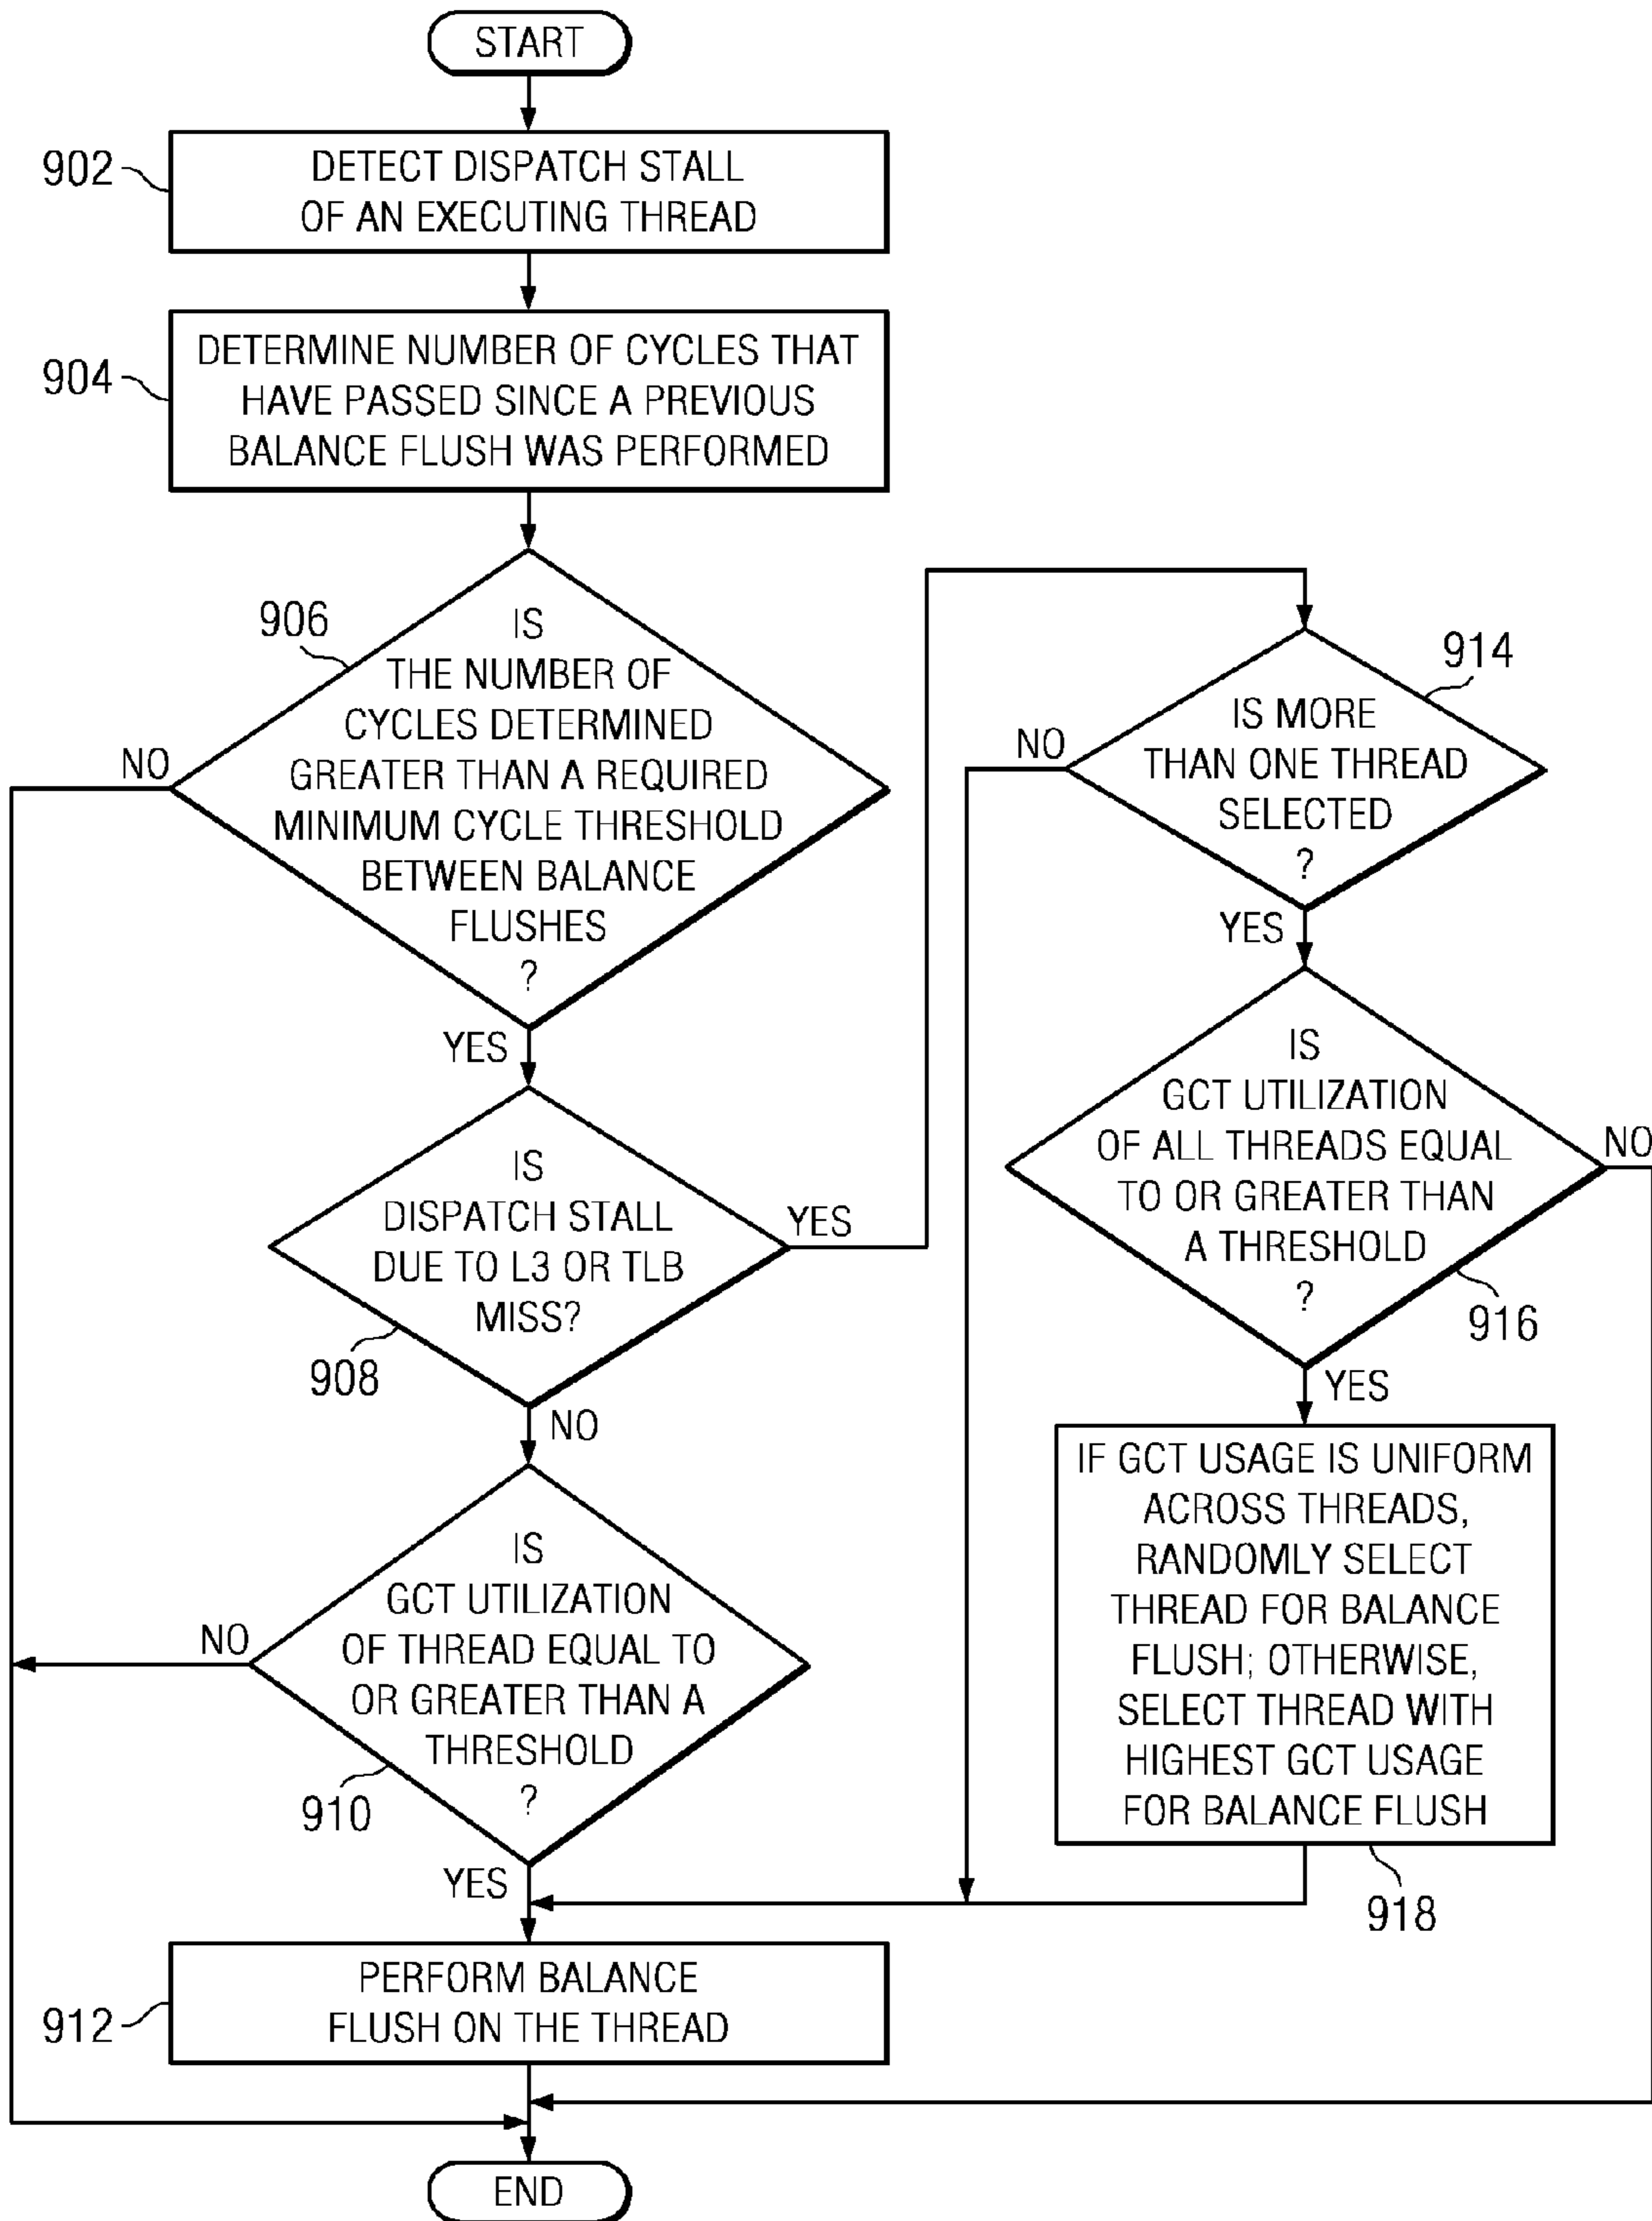 START
902
DETECT DISPATCH STALL
OF AN EXECUTING THREAD
904
DETERMINE NUMBER OF CYCLES THAT
HAVE PASSED SINCE A PREVIOUS
BALANCE FLUSH WAS PERFORMED
906
IS
THE NUMBER OF
CYCLES DETERMINED
GREATER THAN A REQUIRED
MINIMUM CYCLE THRESHOLD
BETWEEN BALANCE
FLUSHES
?
NO
YES
IS
DISPATCH STALL
DUE TO L3 OR TLB
MISS?
908
YES
NO
IS
GCT UTILIZATION
OF THREAD EQUAL TO
OR GREATER THAN A
THRESHOLD
?
910
NO
YES
912
PERFORM BALANCE
FLUSH ON THE THREAD
914
IS MORE
THAN ONE THREAD
SELECTED
?
NO
YES
IS
GCT UTILIZATION
OF ALL THREADS EQUAL
TO OR GREATER THAN
A THRESHOLD
?
916
NO
YES
IF GCT USAGE IS UNIFORM
ACROSS THREADS,
RANDOMLY SELECT
THREAD FOR BALANCE
FLUSH; OTHERWISE,
SELECT THREAD WITH
HIGHEST GCT USAGE
FOR BALANCE FLUSH
918
END